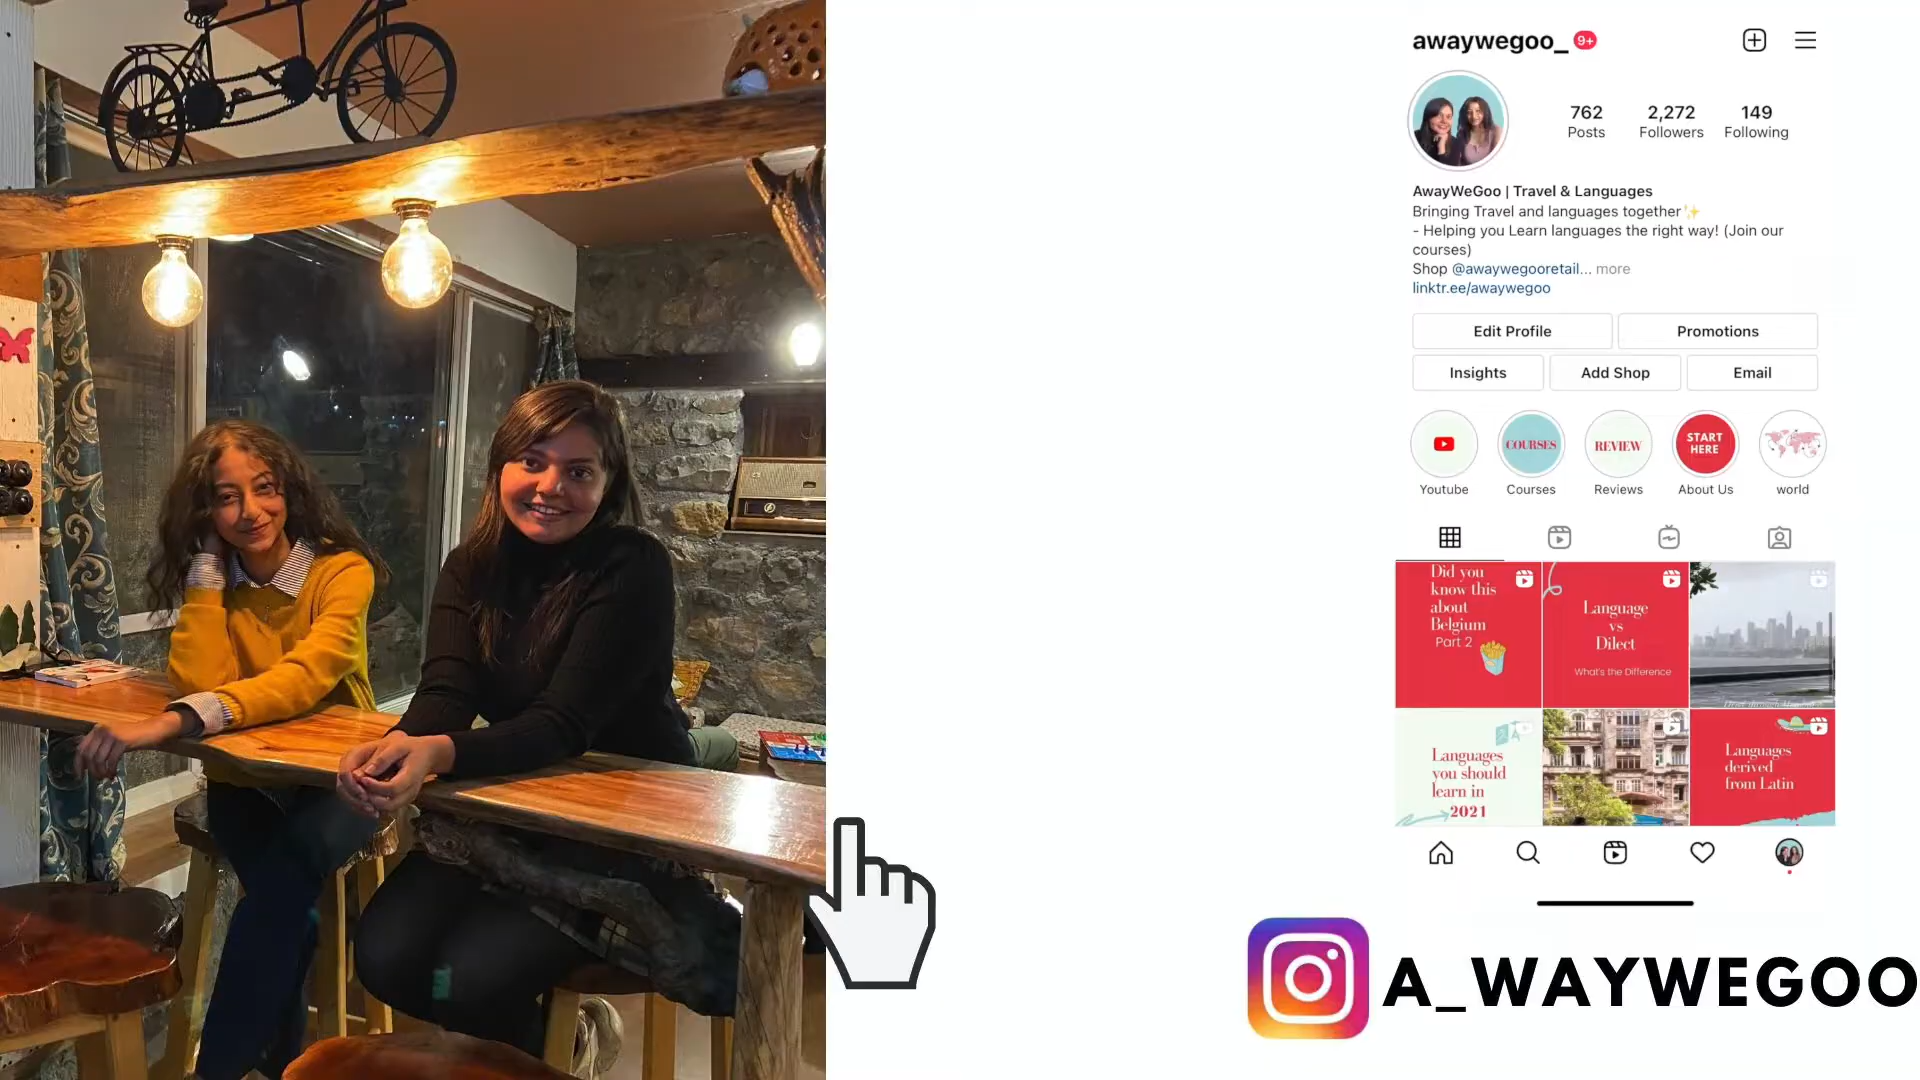 awaywegoo_ 9+
762 2,272 149
Posts Followers Following
AwayWeGoo | Travel & Languages
Bringing Travel and languages together✨
- Helping you Learn languages the right way! (Join our
courses)
Shop @awaywegooretail... more
linktr.ee/awaywegoo
Edit Profile Promotions
Insights Add Shop Email
COURSES REVIEW START
HERE
Youtube Courses Reviews About Us world
Did you
know this
about
Belgium
Part 2
Language
vs
Dilect
What's the Difference
Languages
you should
learn in
2021
Languages
derived
from Latin
A_WAYWEGOO